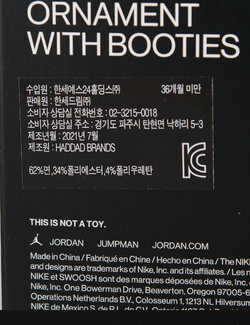 ORNAMENT
WITH BOOTIES
수입원 : 한세예스24홀딩스㈜ 36개월 미만
판매원 : 한세드림㈜
소비자 상담실 전화번호 : 02-3215-0018
소비자 상담실 주소 : 경기도 파주시 탄현면 낙하리 5-3
제조년월 : 2021년 7월
제조원 : HADDAD BRANDS
62%면,34%폴리에스터,4%폴리우레탄
THIS IS NOT A TOY.
JORDAN JUMPMAN JORDAN.COM
Made in China / Fabriqué en Chine / Hecho en China / The NIKE
and designs are trademarks of Nike, Inc. and its affiliates. / Les n
NIKE et SWOOSH sont des marques déposées de Nike, Inc.
Nike, Inc. One Bowerman Drive, Beaverton, Oregon 97005-6
Operations Netherlands B.V., Colosseum 1, 1213 NL Hilversum
NIKE de Mexico S. de R.L. de C.V.